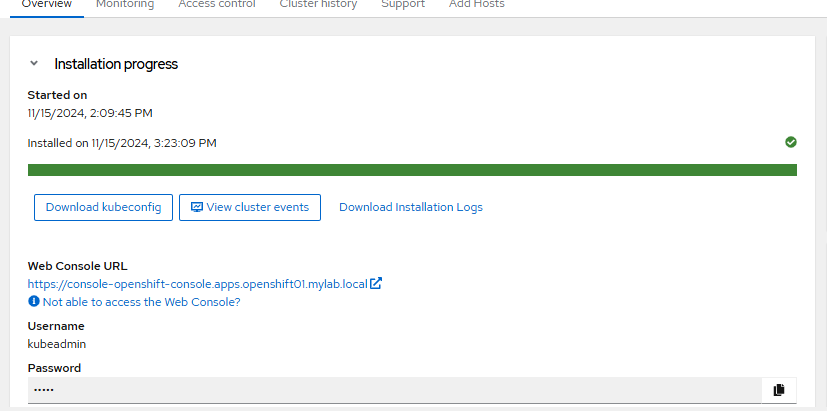 Overview Monitoring Access control Cluster history Support Add Hosts
Installation progress
Started on
11/15/2024, 2:09:45 PM
Installed on 11/15/2024, 3:23:09 PM
Download kubeconfig View cluster events Download Installation Logs
Web Console URL
https://console-openshift-console.apps.openshift01.mylab.local
Not able to access the Web Console?
Username
kubeadmin
Password
•••••